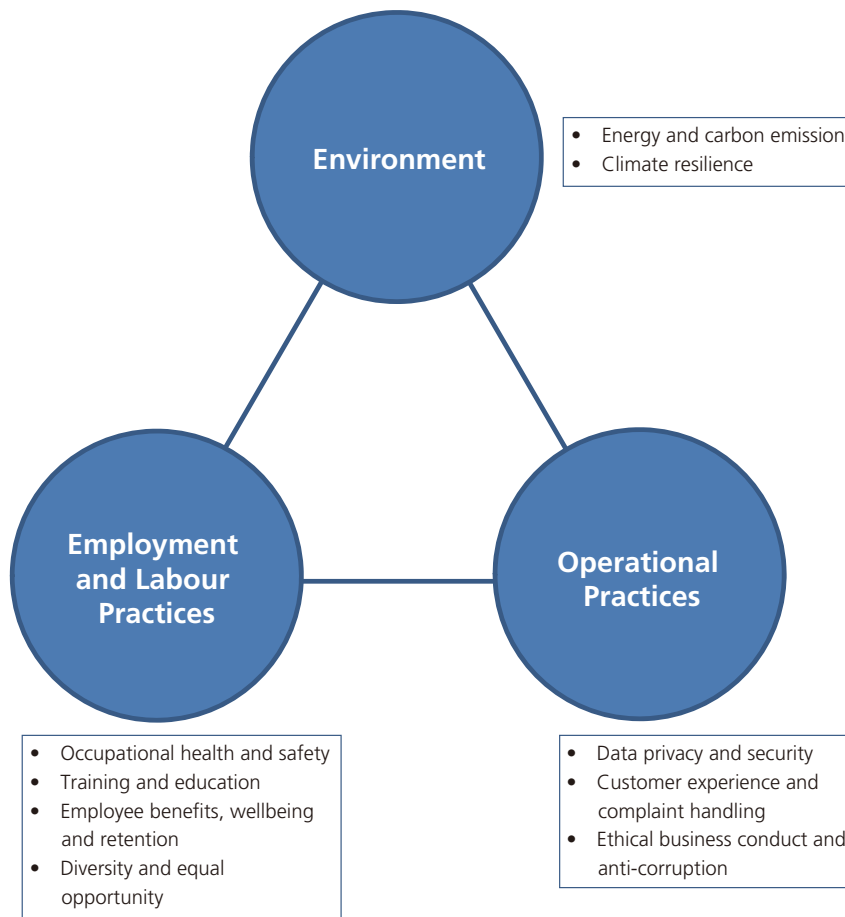 Environment
• Energy and carbon emission
• Climate resilience
Employment
and Labour
Practices
Operational
Practices
• Occupational health and safety
• Training and education
• Employee benefits, wellbeing
and retention
• Diversity and equal
opportunity
• Data privacy and security
• Customer experience and
complaint handling
• Ethical business conduct and
anti-corruption